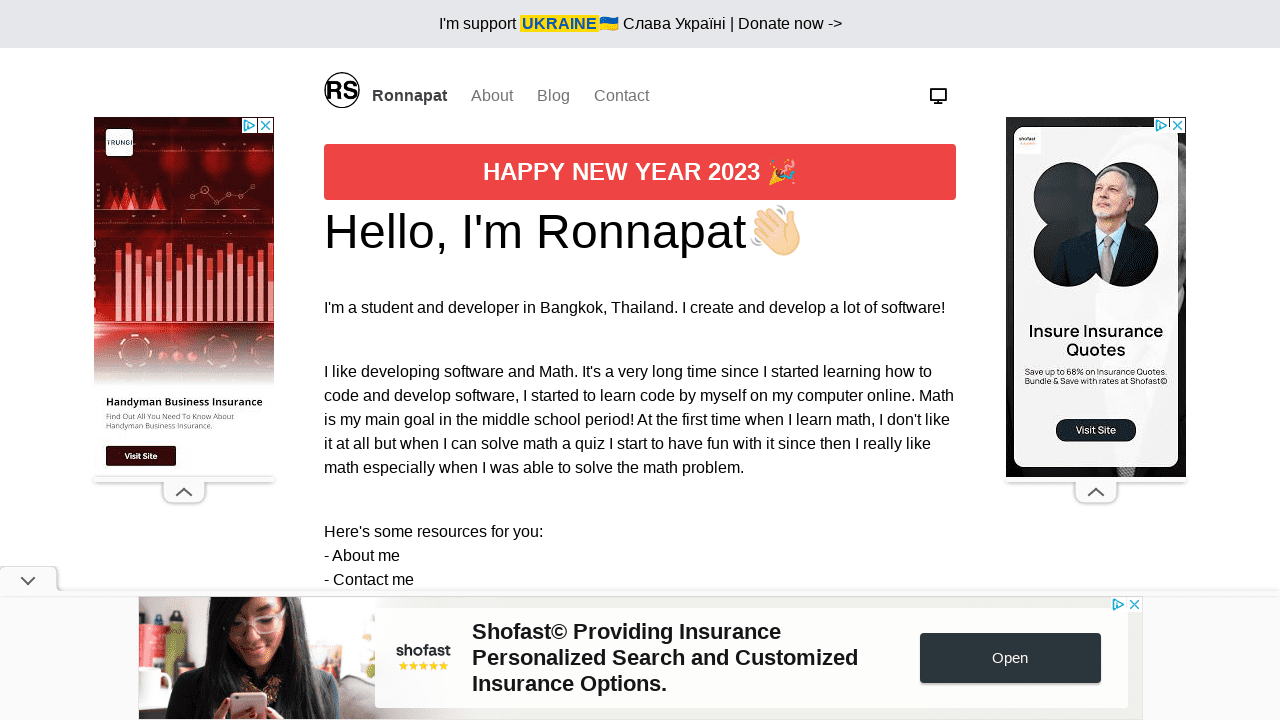 I'm support UKRAINE🇺🇦 Слава Україні | Donate now ->
RS Ronnapat About Blog Contact
HAPPY NEW YEAR 2023 🎉
Hello, I'm Ronnapat👋🏻
I'm a student and developer in Bangkok, Thailand. I create and develop a lot of software!
I like developing software and Math. It's a very long time since I started learning how to
code and develop software, I started to learn code by myself on my computer online. Math
is my main goal in the middle school period! At the first time when I learn math, I don't like
it at all but when I can solve math a quiz I start to have fun with it since then I really like
math especially when I was able to solve the math problem.
Here's some resources for you:
- About me
- Contact me
TRUNGI
Handyman Business Insurance
Find Out All You Need To Know About
Handyman Business Insurance.
Visit Site
shofast
Insure Insurance
Quotes
Save up to 68% on Insurance Quotes.
Bundle & Save with rates at Shofast©
Visit Site
shofast
Shofast© Providing Insurance
Personalized Search and Customized
Insurance Options.
Open